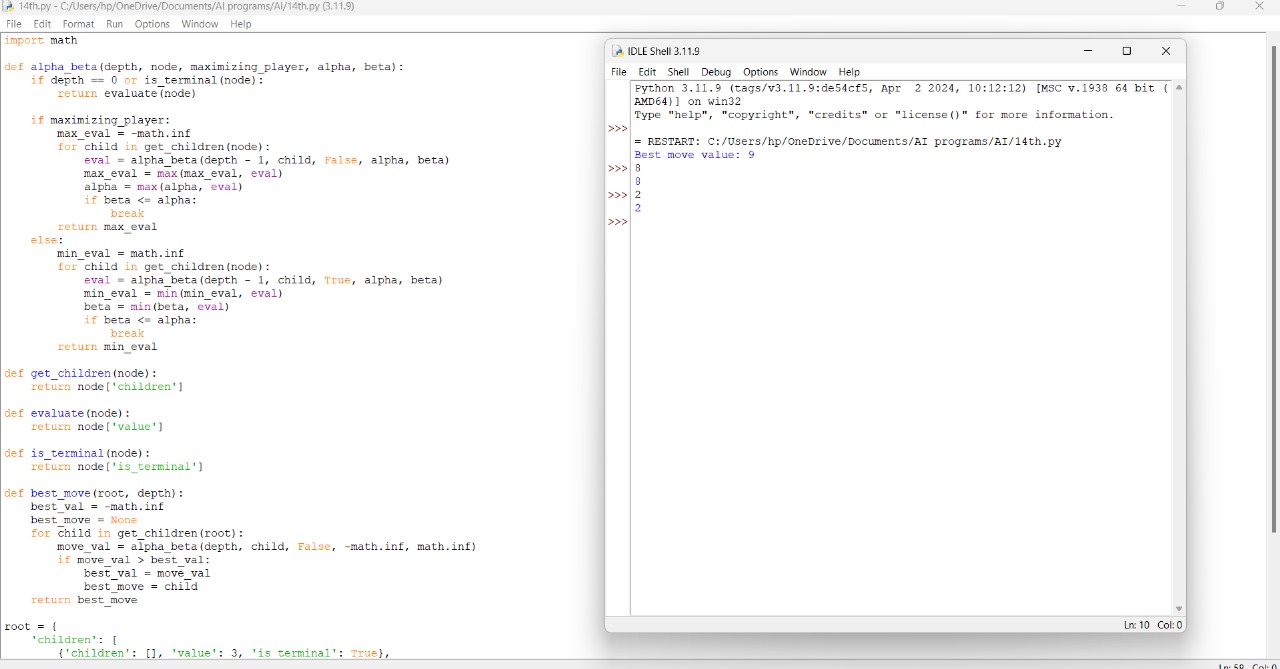 14th.py - C:/Users/hp/OneDrive/Documents/AI programs/AI/14th.py (3.11.9)
File Edit Format Run Options Window Help
import math

def alpha_beta(depth, node, maximizing_player, alpha, beta):
    if depth == 0 or is_terminal(node):
        return evaluate(node)

    if maximizing_player:
        max_eval = -math.inf
        for child in get_children(node):
            eval = alpha_beta(depth - 1, child, False, alpha, beta)
            max_eval = max(max_eval, eval)
            alpha = max(alpha, eval)
            if beta <= alpha:
                break
        return max_eval
    else:
        min_eval = math.inf
        for child in get_children(node):
            eval = alpha_beta(depth - 1, child, True, alpha, beta)
            min_eval = min(min_eval, eval)
            beta = min(beta, eval)
            if beta <= alpha:
                break
        return min_eval

def get_children(node):
    return node['children']

def evaluate(node):
    return node['value']

def is_terminal(node):
    return node['is_terminal']

def best_move(root, depth):
    best_val = -math.inf
    best_move = None
    for child in get_children(root):
        move_val = alpha_beta(depth, child, False, -math.inf, math.inf)
        if move_val > best_val:
            best_val = move_val
            best_move = child
    return best_move

root = {
    'children': [
        {'children': [], 'value': 3, 'is_terminal': True},
IDLE Shell 3.11.9
File Edit Shell Debug Options Window Help
Python 3.11.9 (tags/v3.11.9:de54cf5, Apr  2 2024, 10:12:12) [MSC v.1938 64 bit (
AMD64)] on win32
Type "help", "copyright", "credits" or "license()" for more information.
>>>
= RESTART: C:/Users/hp/OneDrive/Documents/AI programs/AI/14th.py
Best move value: 9
>>> 8
8
>>> 2
2
>>>
Ln: 10 Col: 0
Ln: 58 Col: 0